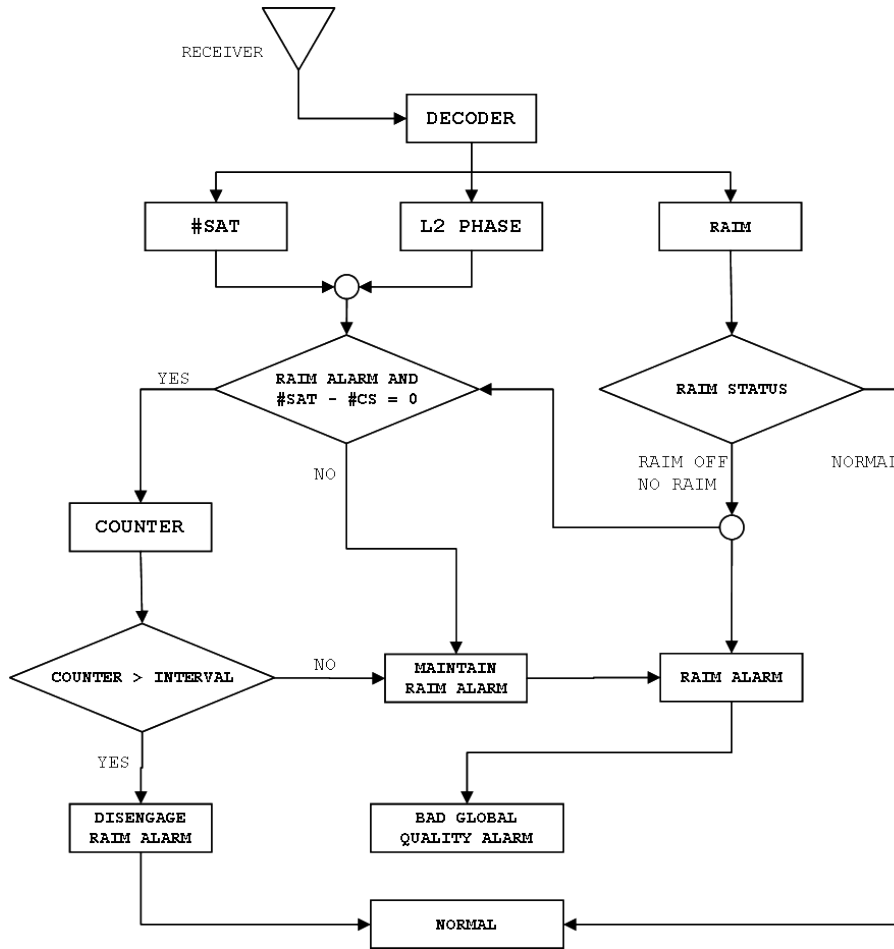 RECEIVER
DECODER
#SAT
L2 PHASE
RAIM
YES
RAIM ALARM AND
#SAT - #CS = 0
RAIM STATUS
NO
RAIM OFF
NO RAIM
NORMAL
COUNTER
COUNTER > INTERVAL
NO
MAINTAIN
RAIM ALARM
RAIM ALARM
YES
DISENGAGE
RAIM ALARM
BAD GLOBAL
QUALITY ALARM
NORMAL